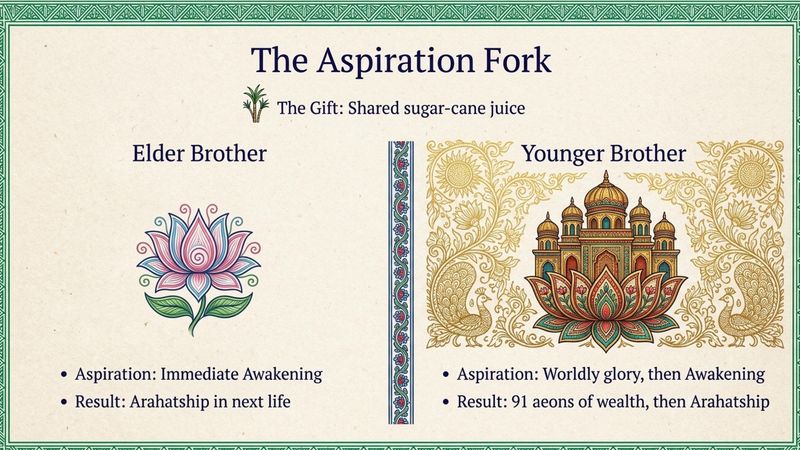 The Aspiration Fork
The Gift: Shared sugar-cane juice
Elder Brother
• Aspiration: Immediate Awakening
• Result: Arahatship in next life
Younger Brother
• Aspiration: Worldly glory, then Awakening
• Result: 91 aeons of wealth, then Arahatship